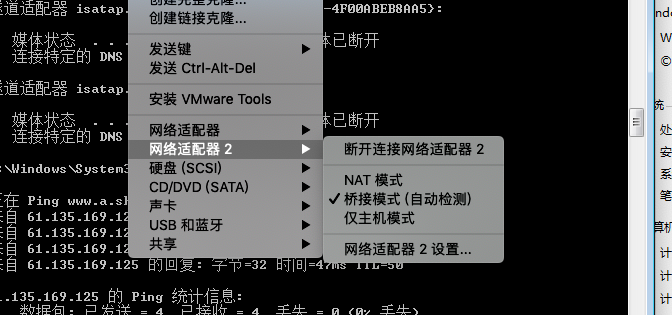 创建完整克隆...
遂道适配器 isatap. -4F00ABEB8AA5}:
创建链接克隆...
媒体状态 . . 体已断开
发送键
连接特定的 DNS
发送 Ctrl-Alt-Del
遂道适配器 isatap.
安装 VMware Tools
媒体状态 . . 体已断开
连接特定的 DNS
网络适配器
网络适配器 2
断开连接网络适配器 2
:\Windows\System3
硬盘 (SCSI)
NAT 模式
CD/DVD (SATA)
正在 Ping www.a.sh
桥接模式 (自动检测)
声卡
来自 61.135.169.12
仅主机模式
USB 和蓝牙
来自 61.135.169.12
共享
网络适配器 2 设置...
来自 61.135.169.125 的回复: 字节=32 时间=47ms TTL=50
1.135.169.125 的 Ping 统计信息:
数据包: 已发送 = 4，已接收 = 4，丢失 = 0 (0% 丢失)
ndow
W
©
统
处
安
系
笔
算机
计
计
计